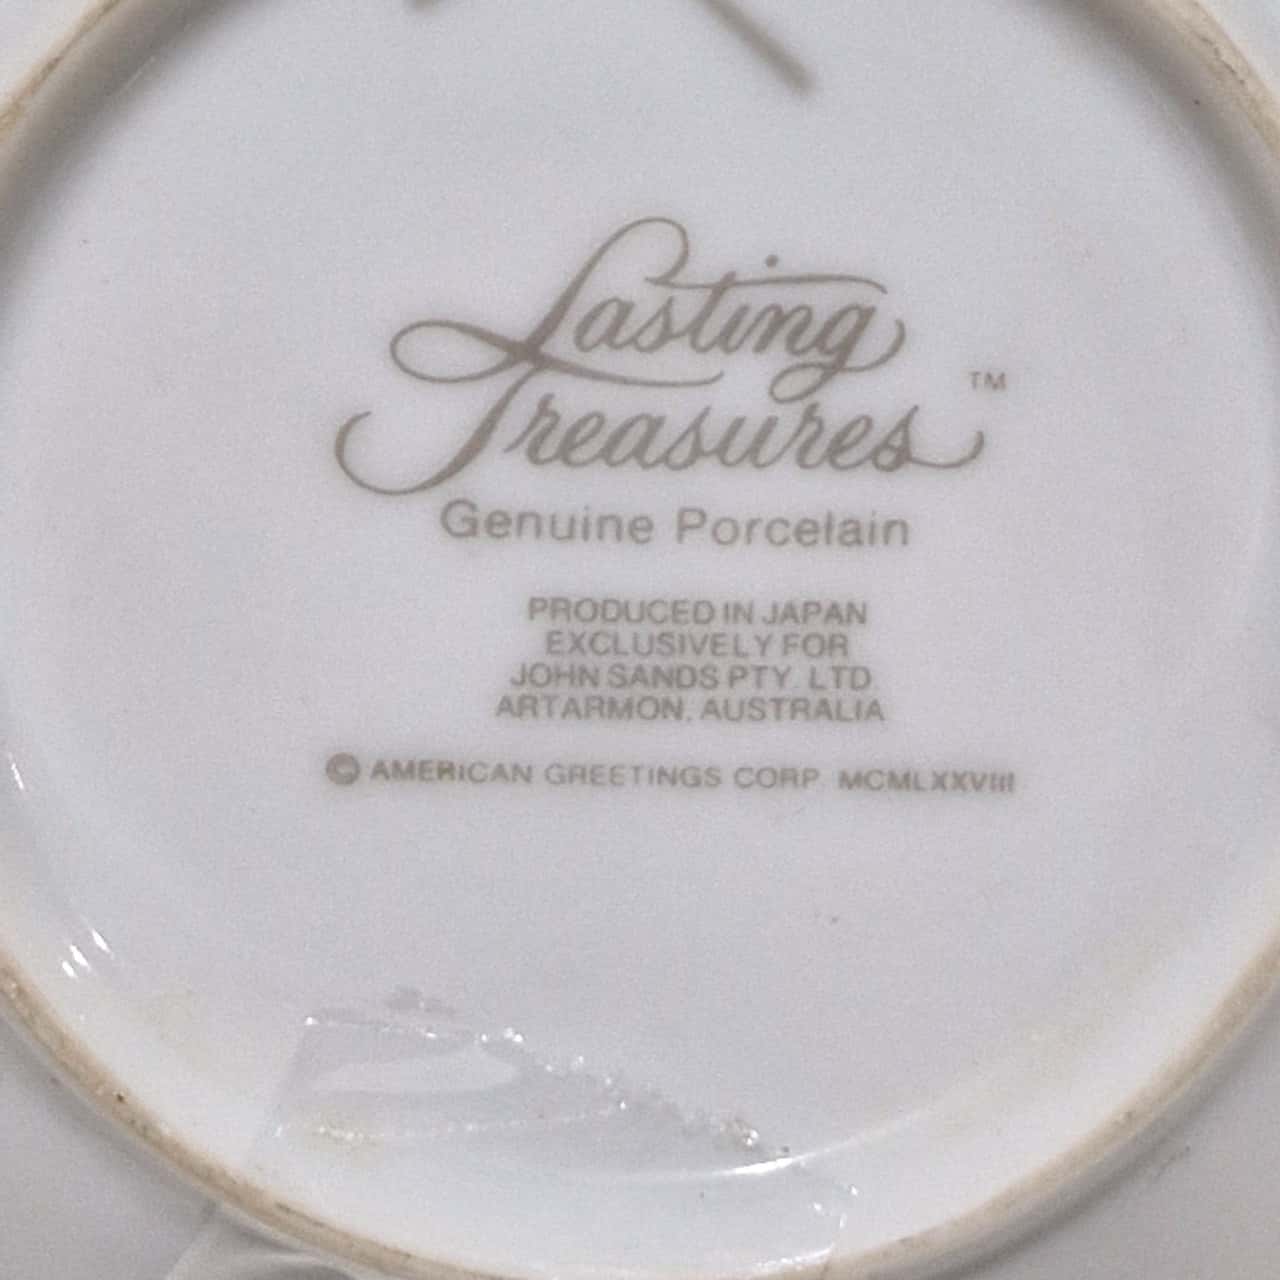 Lasting
Treasures™
Genuine Porcelain
PRODUCED IN JAPAN
EXCLUSIVELY FOR
JOHN SANDS PTY. LTD
ARTARMON, AUSTRALIA
© AMERICAN GREETINGS CORP. MCMLXXVIII